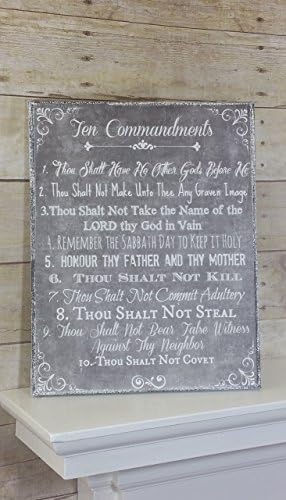 Ten Commandments
1. Thou Shalt Have No Other Gods Before Me
2. Thou Shalt Not Make Unto Thee Any Graven Image
3.Thou Shalt Not Take the Name of the
LORD thy God in Vain
4.Remember the Sabbath Day to Keep it Holy
5. HONOUR THY FATHER AND THY MOTHER
6. Thou Shalt Not Kill
7. Thou Shalt Not Commit Adultery
8. Thou Shalt Not Steal
9. Thou Shalt Not Bear False Witness
Against Thy Neighbor
10. Thou Shalt Not Covet